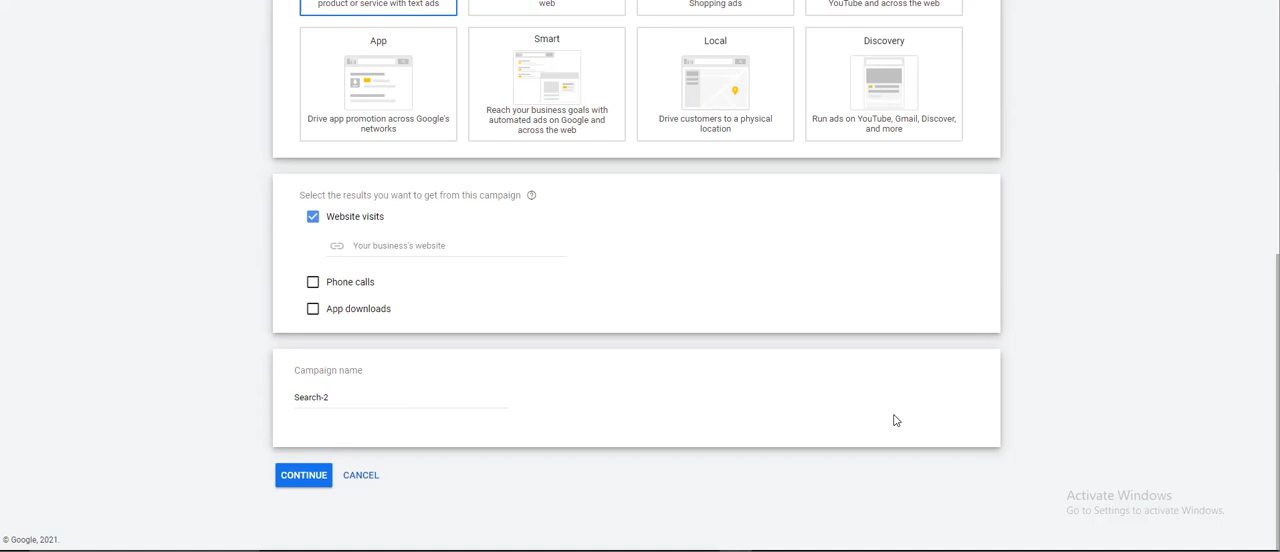 product or service with text ads
web
Shopping ads
YouTube and across the web
App
Smart
Local
Discovery
Drive app promotion across Google's
networks
Reach your business goals with
automated ads on Google and
across the web
Drive customers to a physical
location
Run ads on YouTube, Gmail, Discover,
and more
Select the results you want to get from this campaign
Website visits
Your business's website
Phone calls
App downloads
Campaign name
Search-2
CONTINUE
CANCEL
Activate Windows
Go to Settings to activate Windows.
© Google, 2021.